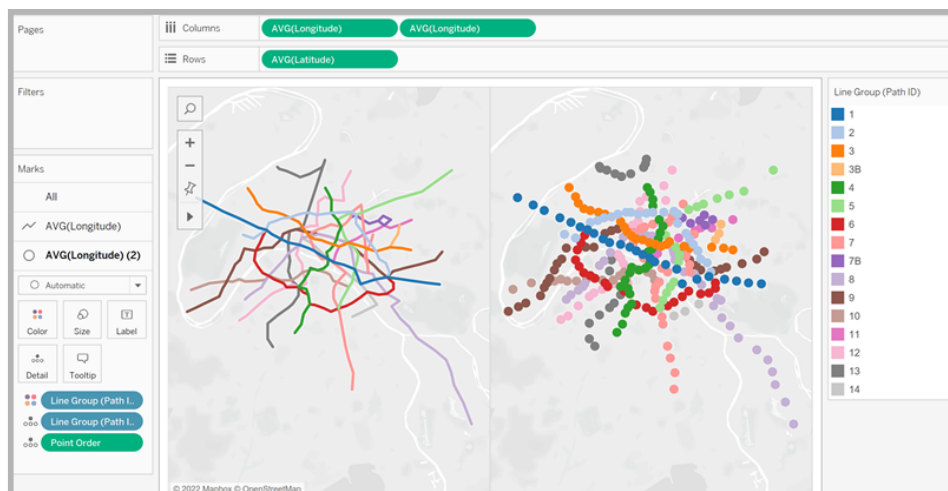 Pages
Columns
AVG(Longitude)
AVG(Longitude)
Rows
AVG(Latitude)
Filters
Marks
All
AVG(Longitude)
AVG(Longitude) (2)
Automatic
Color
Size
Label
Detail
Tooltip
Line Group (Path I..
Line Group (Path I..
Point Order
© 2022 Mapbox © OpenStreetMap
Line Group (Path ID)
1
2
3
3B
4
5
6
7
7B
8
9
10
11
12
13
14